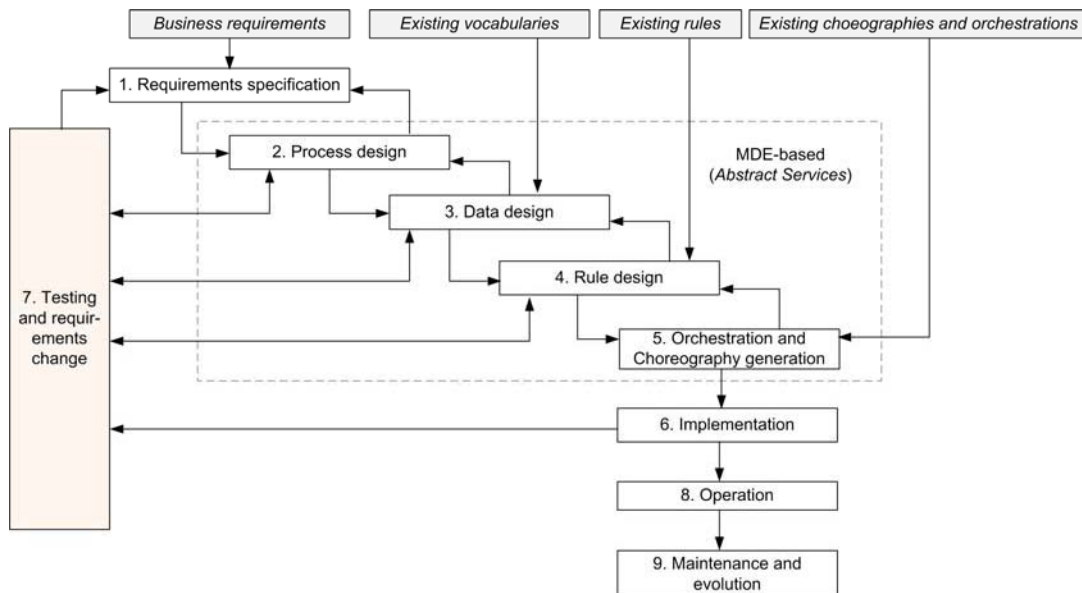 Business requirements
Existing vocabularies
Existing rules
Existing choeographies and orchestrations
1. Requirements specification
2. Process design
MDE-based
(Abstract Services)
3. Data design
4. Rule design
7. Testing
and requir-
ements
change
5. Orchestration and
Choreography generation
6. Implementation
8. Operation
9. Maintenance and
evolution